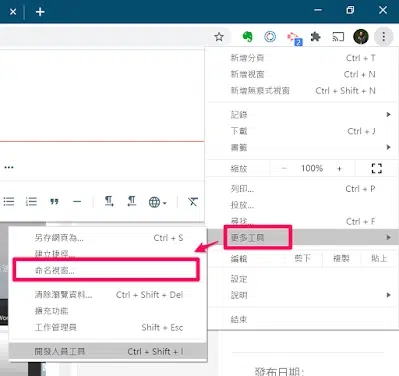 2
新增分頁 Ctrl + T
新增視窗 Ctrl + N
新增無痕式視窗 Ctrl + Shift + N
記錄
下載 Ctrl + J
書籤
縮放 − 100% +
列印... Ctrl + P
投放...
尋找... Ctrl + F
更多工具
編輯 剪下 複製 貼上
設定
說明
結束
另存網頁為... Ctrl + S
建立捷徑...
命名視窗...
清除瀏覽資料... Ctrl + Shift + Del
擴充功能
工作管理員 Shift + Esc
開發人員工具 Ctrl + Shift + I
發布日期：